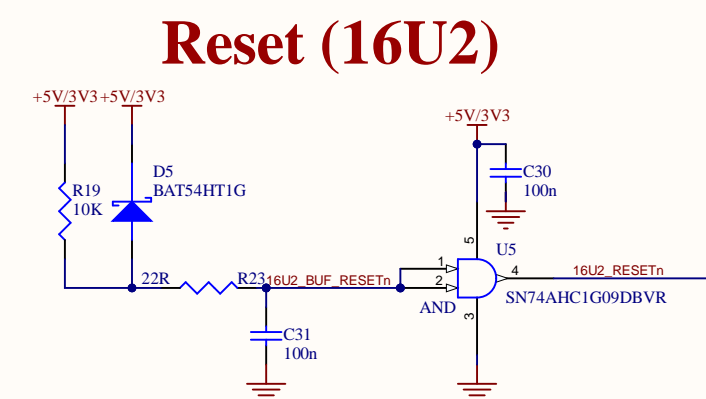 Reset (16U2)
+5V/3V3
+5V/3V3
+5V/3V3
D5
BAT54HT1G
R19
10K
C30
100n
5
U5
1
2
4
16U2_RESETn
22R
R23
16U2_BUF_RESETn
AND
SN74AHC1G09DBVR
3
C31
100n